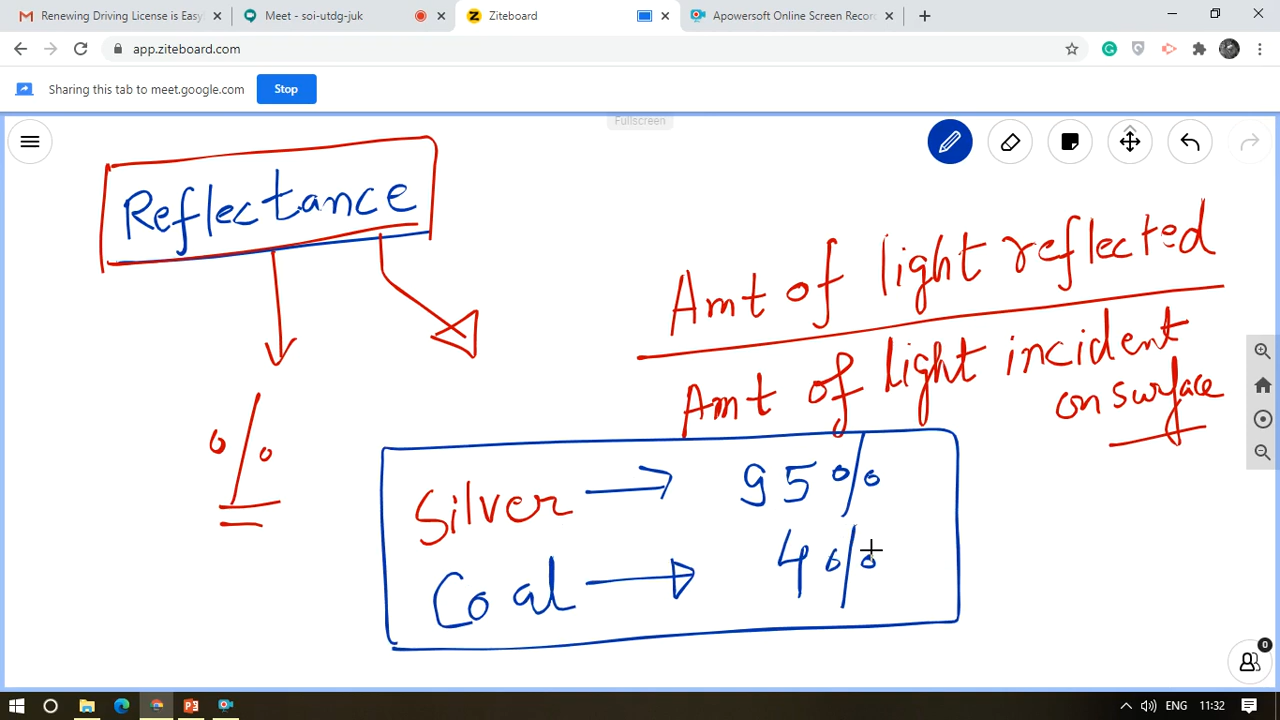 Renewing Driving License is Easy
Meet - soi-utdg-juk
Ziteboard
Apowersoft Online Screen Recor
app.ziteboard.com
Sharing this tab to meet.google.com
Stop
Fullscreen
Reflectance
Amt of light reflected
Amt of light incident
on surface
%
Silver → 95%
Coal → 4%
0
ENG
11:32